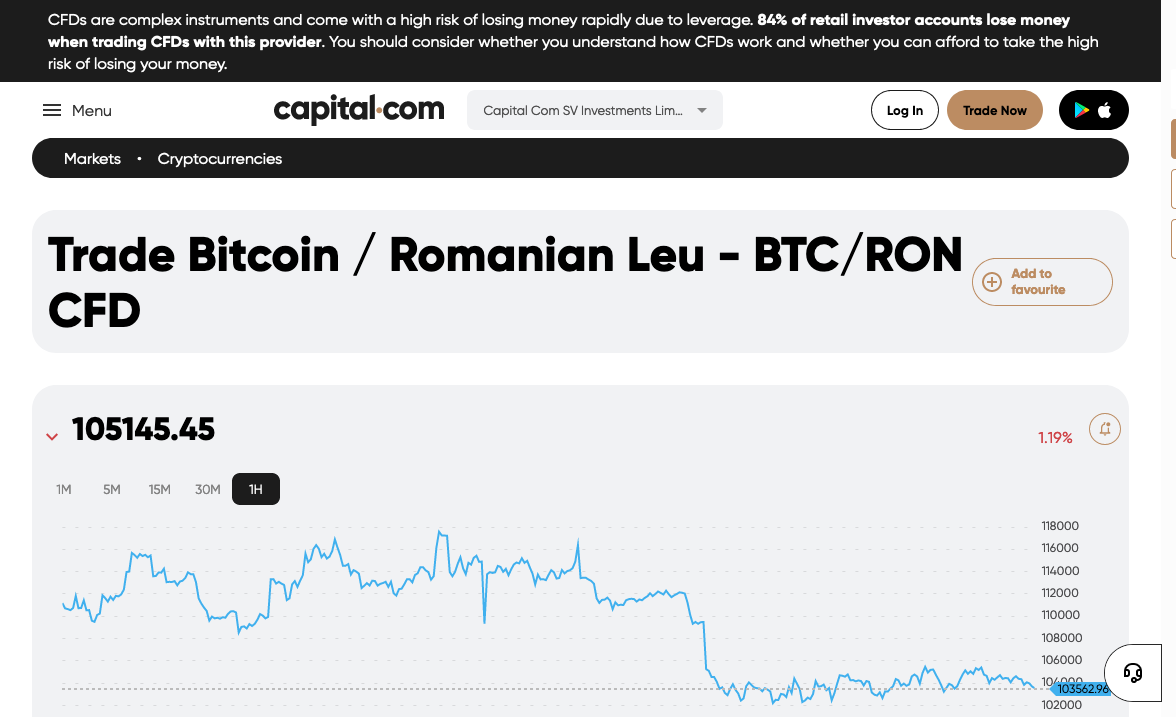 CFDs are complex instruments and come with a high risk of losing money rapidly due to leverage. 84% of retail investor accounts lose money
when trading CFDs with this provider. You should consider whether you understand how CFDs work and whether you can afford to take the high
risk of losing your money.
Menu
capital.com
Capital Com SV Investments Lim...
Log In
Trade Now
Markets • Cryptocurrencies
Trade Bitcoin / Romanian Leu - BTC/RON
CFD
Add to
favourite
105145.45
1.19%
1M 5M 15M 30M 1H
118000
116000
114000
112000
110000
108000
106000
104000
103562.96
102000